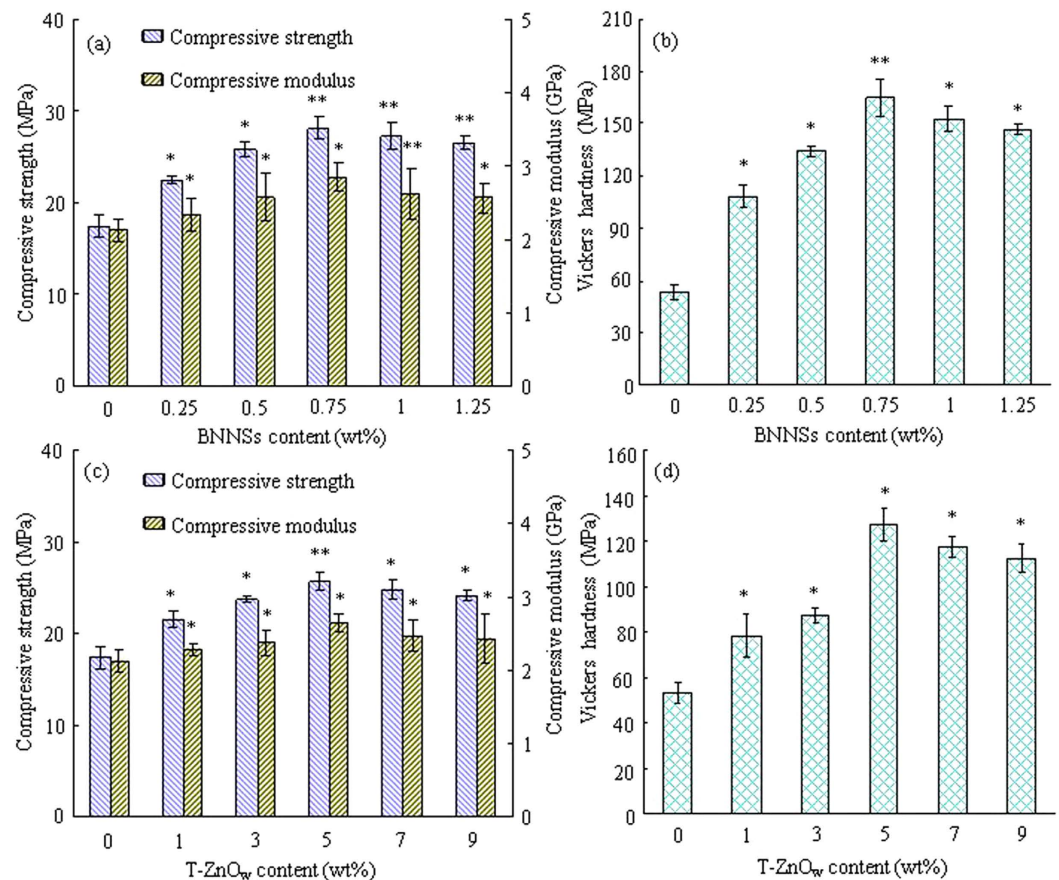 (a)
Compressive strength
Compressive modulus
Compressive strength (MPa)
40
30
20
10
0
* * * * ** * ** ** ** *
Compressive modulus (GPa)
5
4
3
2
1
0
0 0.25 0.5 0.75 1 1.25
BNNSs content (wt%)
(b)
Vickers hardness (MPa)
210
180
150
120
90
60
30
0
* * ** * *
0 0.25 0.5 0.75 1 1.25
BNNSs content (wt%)
(c)
Compressive strength
Compressive modulus
Compressive strength (MPa)
40
30
20
10
0
* * * * ** * * * * *
Compressive modulus (GPa)
5
4
3
2
1
0
0 1 3 5 7 9
T-ZnOw content (wt%)
(d)
Vickers hardness (MPa)
160
140
120
100
80
60
40
20
0
* * * * *
0 1 3 5 7 9
T-ZnOw content (wt%)